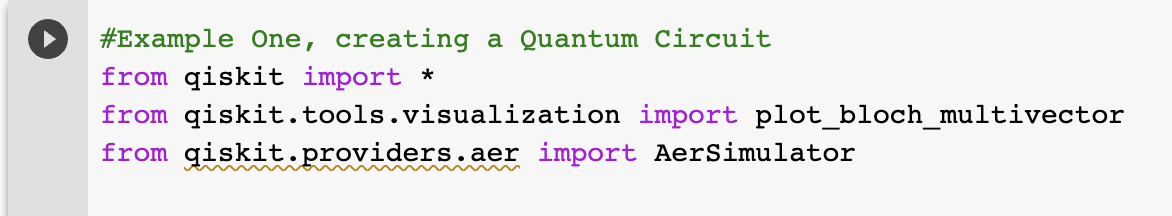 #Example One, creating a Quantum Circuit
from qiskit import *
from qiskit.tools.visualization import plot_bloch_multivector
from qiskit.providers.aer import AerSimulator